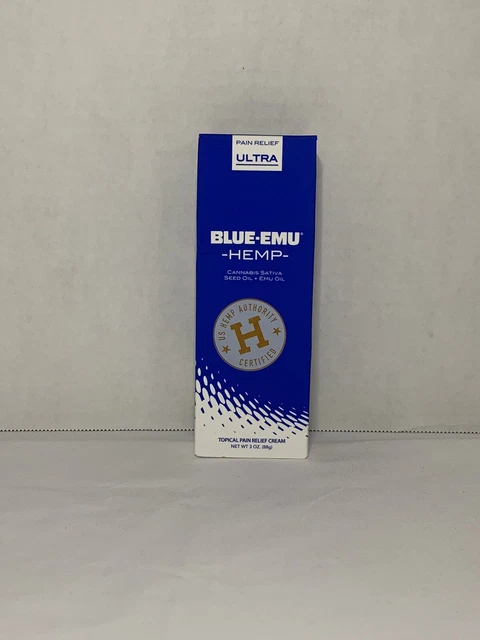 PAIN RELIEF
ULTRA
BLUE-EMU®
-HEMP-
CANNABIS SATIVA
SEED OIL + EMU OIL
US HEMP AUTHORITY
H
CERTIFIED
TOPICAL PAIN RELIEF CREAM
NET WT 3 OZ. (88g)